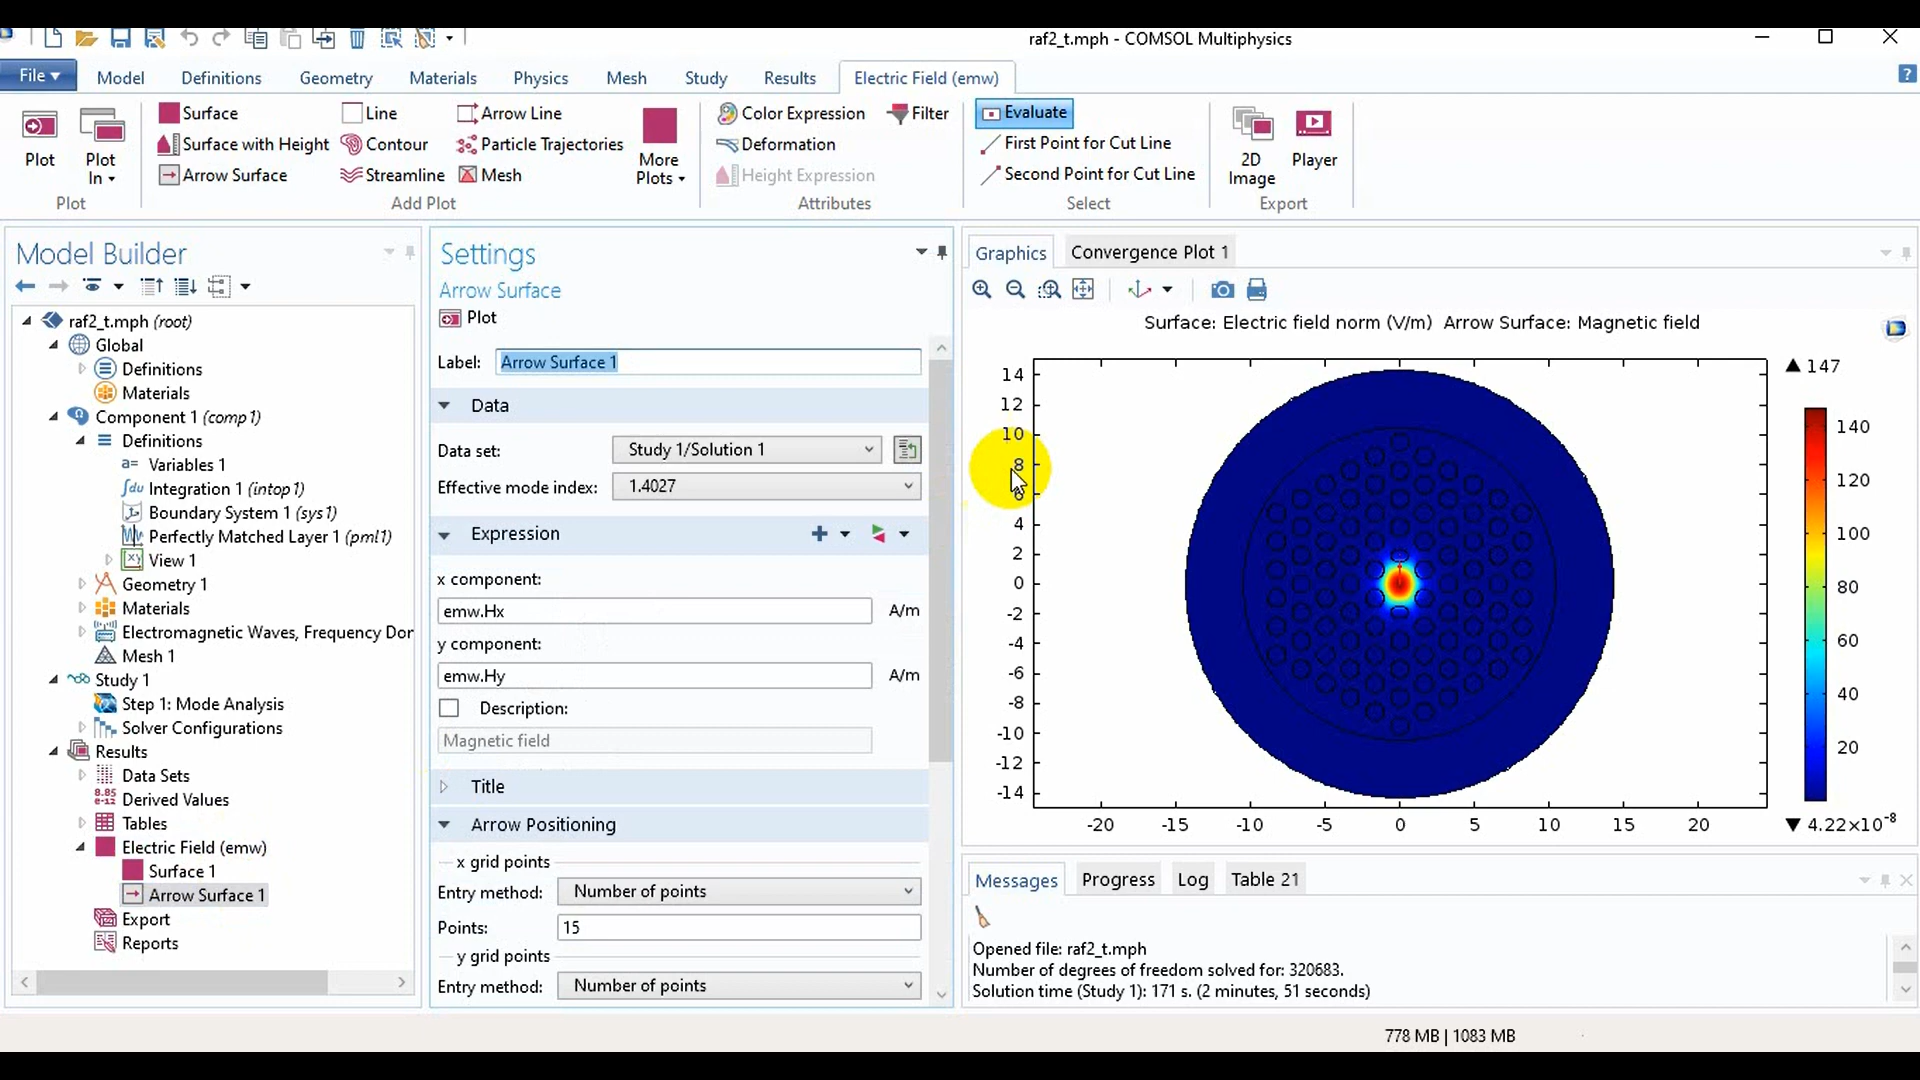 raf2_t.mph - COMSOL Multiphysics
File Model Definitions Geometry Materials Physics Mesh Study Results Electric Field (emw) ?
Plot
Plot In
Plot
Surface Line Arrow Line
Surface with Height Contour Particle Trajectories
Arrow Surface Streamline Mesh
More Plots
Add Plot
Color Expression Filter
Deformation
Height Expression
Attributes
Evaluate
First Point for Cut Line
Second Point for Cut Line
Select
2D Image
Player
Export
Model Builder
raf2_t.mph (root)
Global
Definitions
Materials
Component 1 (comp1)
Definitions
a= Variables 1
∫du Integration 1 (intop1)
Boundary System 1 (sys1)
Perfectly Matched Layer 1 (pml1)
View 1
Geometry 1
Materials
Electromagnetic Waves, Frequency Dor
Mesh 1
Study 1
Step 1: Mode Analysis
Solver Configurations
Results
Data Sets
8.85 e-12 Derived Values
Tables
Electric Field (emw)
Surface 1
Arrow Surface 1
Export
Reports
Settings
Arrow Surface
Plot
Label: Arrow Surface 1
Data
Data set: Study 1/Solution 1
Effective mode index: 1.4027
Expression
x component:
emw.Hx A/m
y component:
emw.Hy A/m
Description:
Magnetic field
Title
Arrow Positioning
x grid points
Entry method: Number of points
Points: 15
y grid points
Entry method: Number of points
Graphics Convergence Plot 1
Surface: Electric field norm (V/m) Arrow Surface: Magnetic field
14
12
10
8
6
4
2
0
-2
-4
-6
-8
-10
-12
-14
-20 -15 -10 -5 0 5 10 15 20
▲ 147
140
120
100
80
60
40
20
▼ 4.22×10⁻⁸
Messages Progress Log Table 21
Opened file: raf2_t.mph
Number of degrees of freedom solved for: 320683.
Solution time (Study 1): 171 s. (2 minutes, 51 seconds)
778 MB | 1083 MB